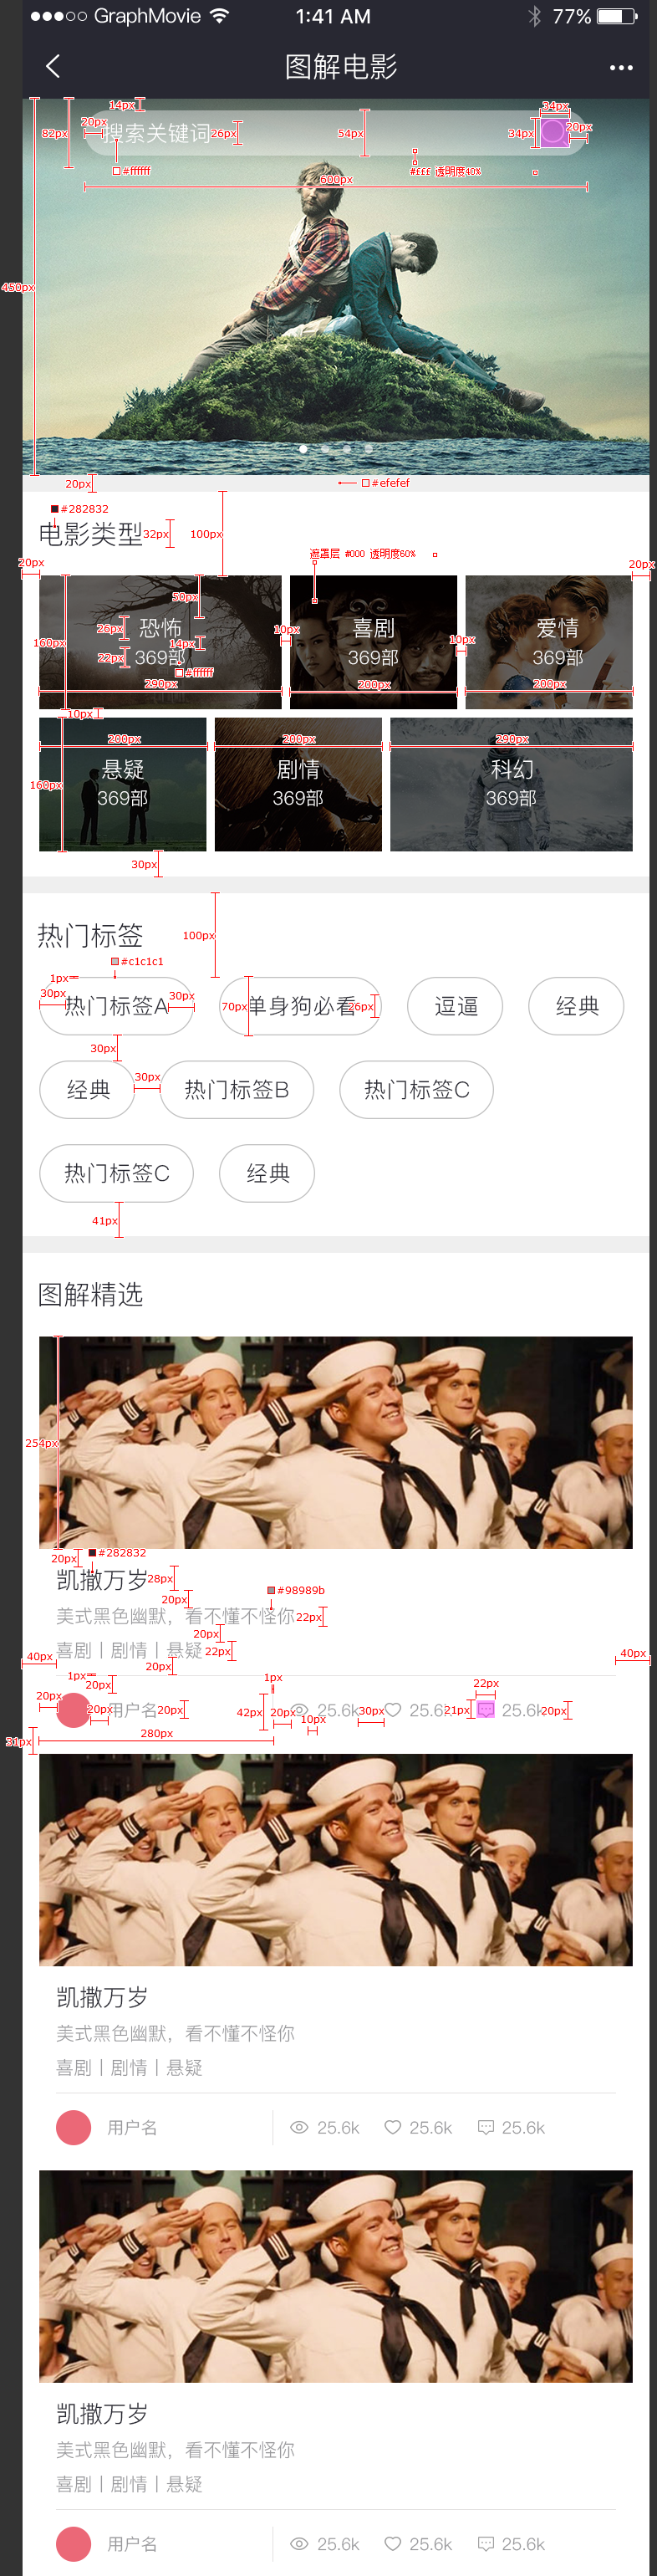 GraphMovie 1:41 AM 77%
图解电影
14px 34px
82px 20px 搜索关键词 26px 54px 34px 20px
#ffffff #fff 透明度40%
600px
450px
20px #efefef
#282832
电影类型 32px 100px
遮罩层 #000 透明度60%
20px 20px
50px
26px 恐怖 喜剧 爱情
160px 14px 10px 10px
22px 369部 369部 369部
#ffffff
290px 200px 200px
10px
200px 200px 290px
悬疑 剧情 科幻
160px
369部 369部 369部
30px
热门标签 100px
#c1c1c1
1px
30px 30px
热门标签A 70px 单身狗必看 26px 逗逼 经典
30px
30px
经典 热门标签B 热门标签C
热门标签C 经典
41px
图解精选
254px
20px #282832
凯撒万岁 28px
20px #98989b
美式黑色幽默，看不懂不怪你 22px
20px
喜剧丨剧情丨悬疑 22px
40px 20px 40px
1px 20px 1px 22px
20px 20px 用户名 20px 42px 20px 25.6k 30px 25.6k 21px 25.6k 20px
10px
31px 280px
凯撒万岁
美式黑色幽默，看不懂不怪你
喜剧丨剧情丨悬疑
用户名 25.6k 25.6k 25.6k
凯撒万岁
美式黑色幽默，看不懂不怪你
喜剧丨剧情丨悬疑
用户名 25.6k 25.6k 25.6k